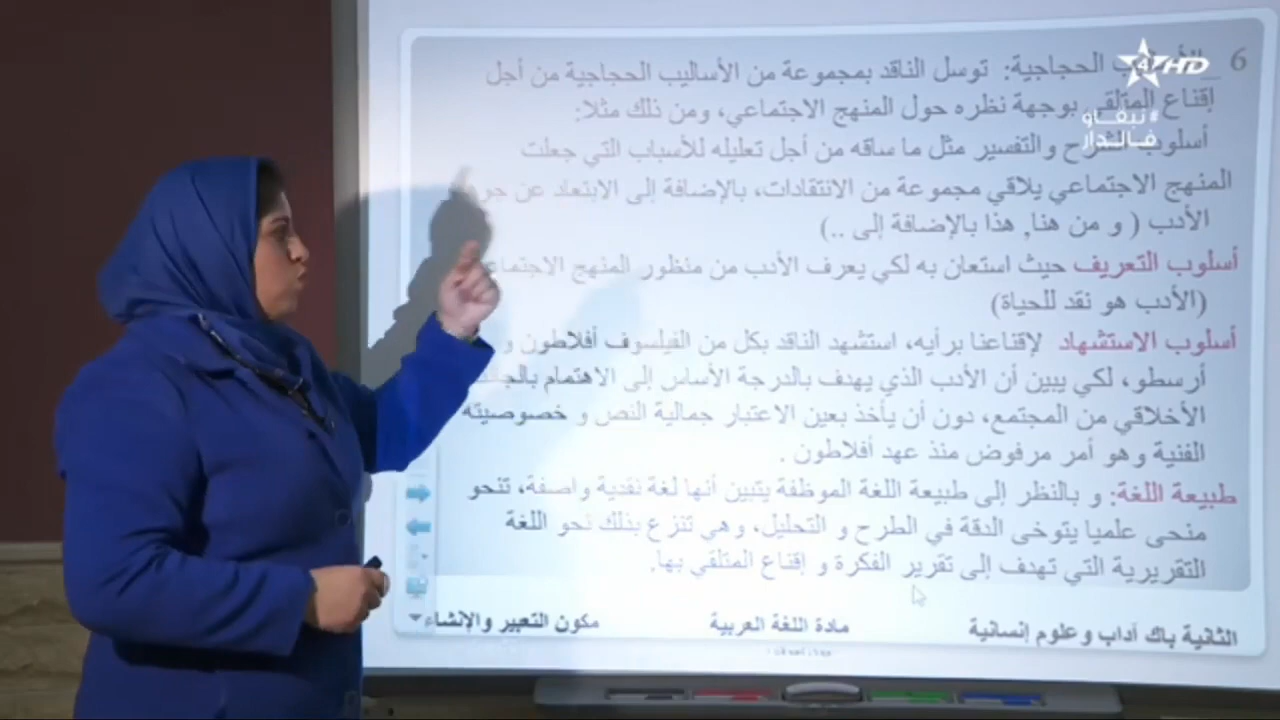 6 _ الحجاجية: توسل الناقد بمجموعة من الأساليب الحجاجية من أجل
إقناع المتلقي بوجهة نظره حول المنهج الاجتماعي، ومن ذلك مثلا:
أسلوب الشرح والتفسير مثل ما ساقه من أجل تعليله للأسباب التي جعلت
المنهج الاجتماعي يلاقي مجموعة من الانتقادات، بالإضافة إلى الابتعاد عن
الأدب ( و من هنا, هذا بالإضافة إلى ..)
أسلوب التعريف حيث استعان به لكي يعرف الأدب من منظور المنهج
(الأدب هو نقد للحياة)
أسلوب الاستشهاد لإقناعنا برأيه، استشهد الناقد بكل من الفيلسوف أفلاطون و
أرسطو، لكي يبين أن الأدب الذي يهدف بالدرجة الأساس إلى الاهتمام
الأخلاقي من المجتمع، دون أن يأخذ بعين الاعتبار جمالية النص و خصوصيته
الفنية وهو أمر مرفوض منذ عهد أفلاطون .
طبيعة اللغة: و بالنظر إلى طبيعة اللغة الموظفة يتبين أنها لغة نقدية واصفة، تنحو
منحى علميا يتوخى الدقة في الطرح و التحليل، وهي تنزع بذلك نحو اللغة
التقريرية التي تهدف إلى تقرير الفكرة و إقناع المتلقي بها.
الثانية باك آداب وعلوم إنسانية مادة اللغة العربية مكون التعبير والإنشاء
4 HD
#نبقاو
فالدار